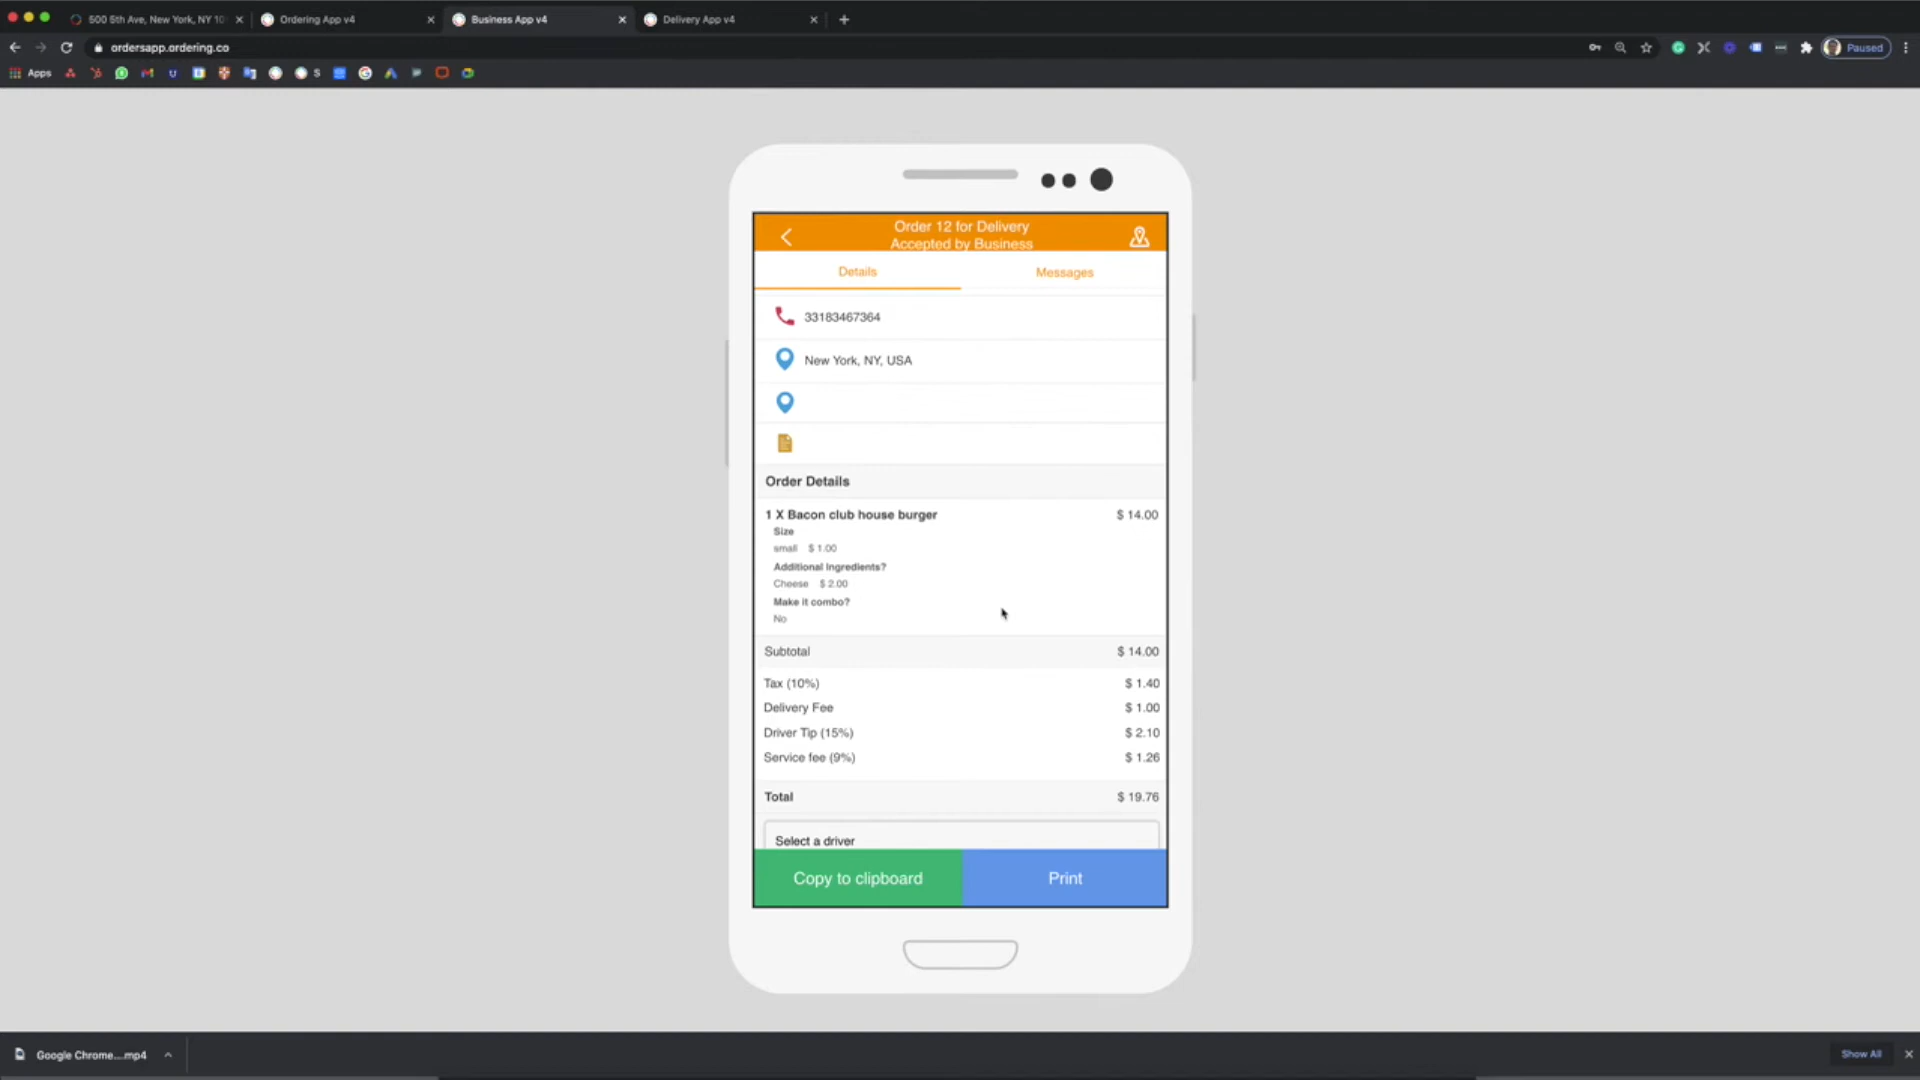 500 5th Ave, New York, NY 10
Ordering App v4
Business App v4
Delivery App v4
ordersapp.ordering.co
Paused
Apps
S
Order 12 for Delivery
Accepted by Business
Details
Messages
33183467364
New York, NY, USA
Order Details
1 X Bacon club house burger $ 14.00
Size
small $ 1.00
Additional Ingredients?
Cheese $ 2.00
Make it combo?
No
Subtotal $ 14.00
Tax (10%) $ 1.40
Delivery Fee $ 1.00
Driver Tip (15%) $ 2.10
Service fee (9%) $ 1.26
Total $ 19.76
Select a driver
Copy to clipboard
Print
Google Chrome....mp4
Show All